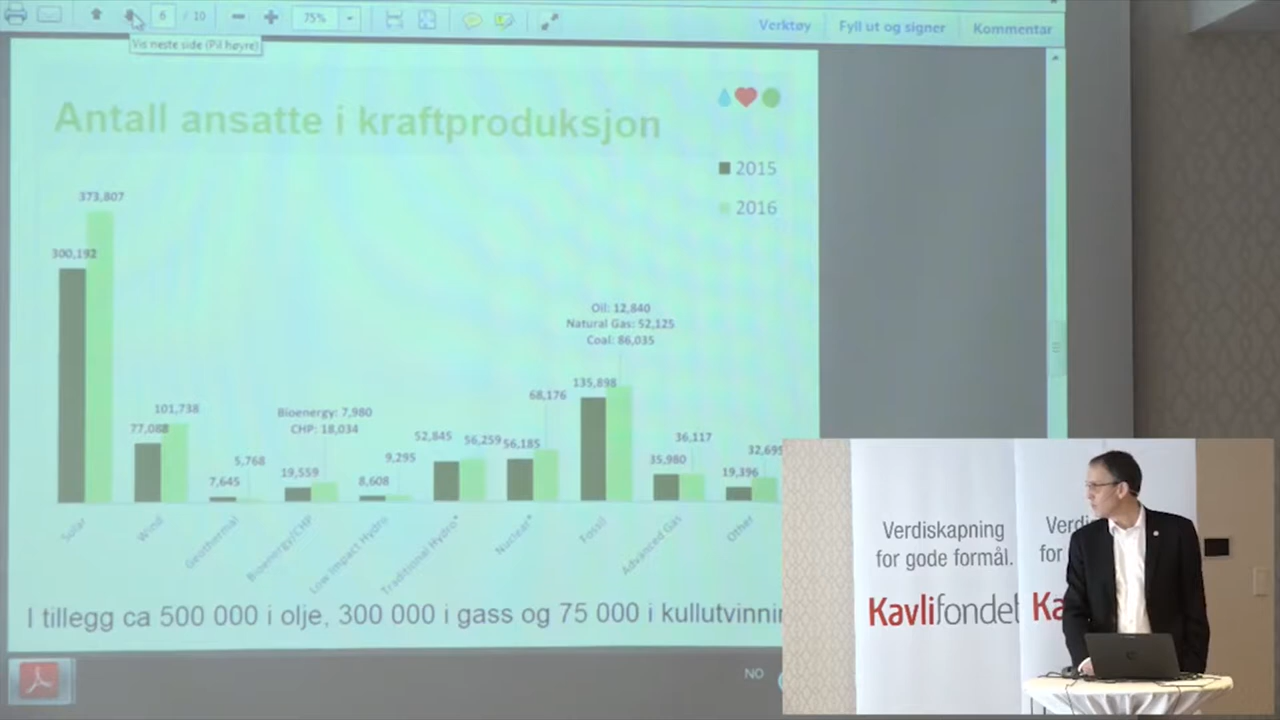 6 / 10
75%
Verktøy
Fyll ut og signer
Kommentar
Vis neste side (Pil høyre)
Antall ansatte i kraftproduksjon
2015
2016
373,807
300,192
Oil: 12,840
Natural Gas: 52,125
Coal: 86,035
135,898
68,176
101,738
77,088
Bioenergy: 7,980
CHP: 18,034
52,845
56,259
56,185
36,117
5,768
9,295
32,695
7,645
19,559
8,608
35,980
19,396
Solar
Wind
Geothermal
Bioenergy/CHP
Low Impact Hydro
Traditional Hydro*
Nuclear*
Fossil
Advanced Gas
Other
I tillegg ca 500 000 i olje, 300 000 i gass og 75 000 i kullutvinni
NO
Verdiskapning
for gode formål.
Kavlifondet
Verdi
for
Ka